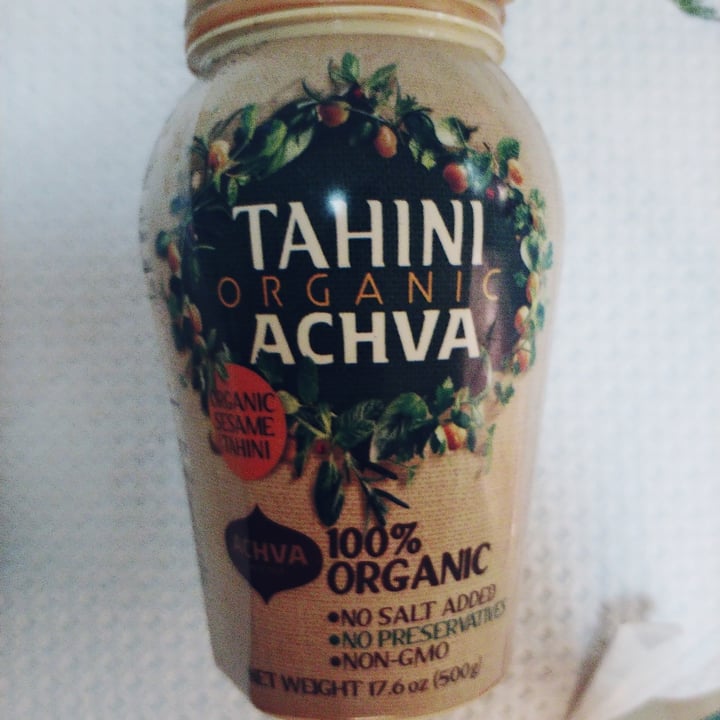 TAHINI
ORGANIC
ACHVA
ORGANIC
SESAME
TAHINI
ACHVA
100%
ORGANIC
•NO SALT ADDED
•NO PRESERVATIVES
•NON-GMO
NET WEIGHT 17.6 oz (500g)